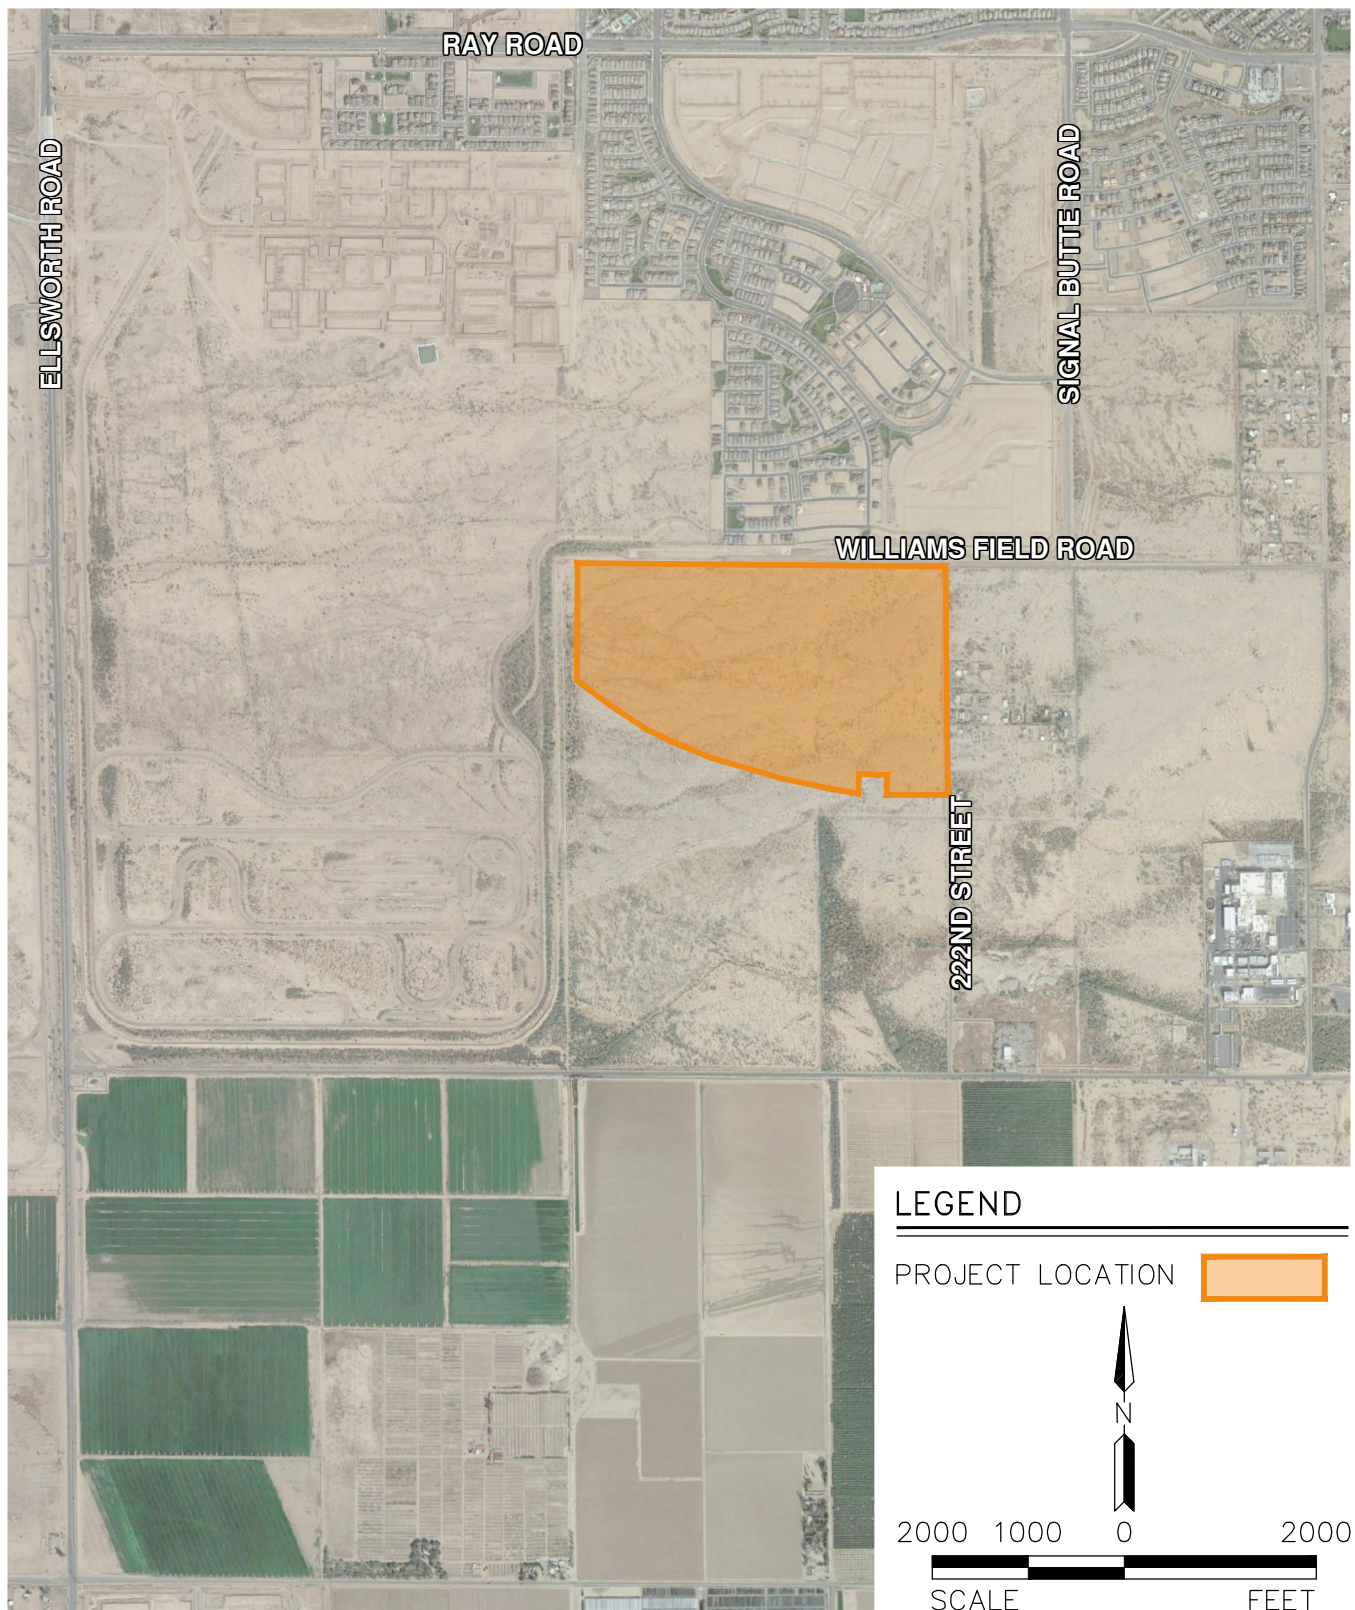 RAY ROAD
ELLSWORTH ROAD
SIGNAL BUTTE ROAD
WILLIAMS FIELD ROAD
222ND STREET
LEGEND
PROJECT LOCATION
N
2000 1000 0 2000
SCALE FEET